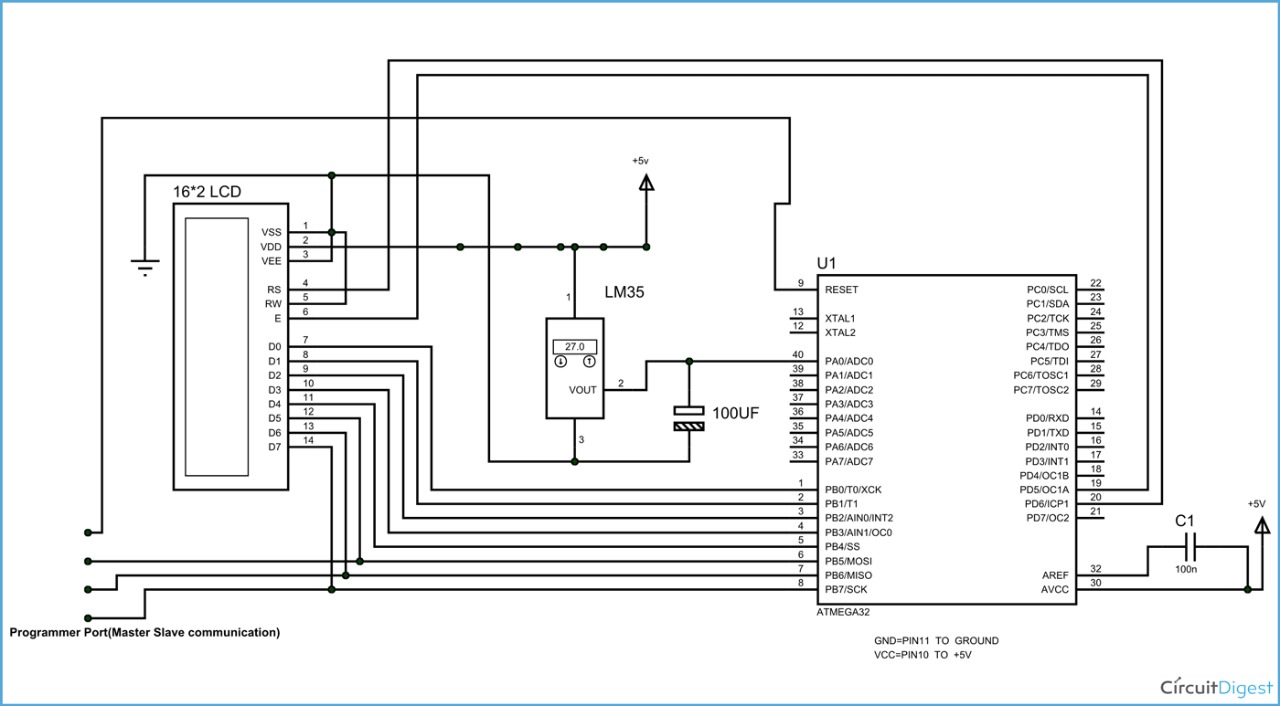 +5v
16*2 LCD
VSS 1
VDD 2
VEE 3
RS 4
RW 5
E 6
D0 7
D1 8
D2 9
D3 10
D4 11
D5 12
D6 13
D7 14
LM35
1
27.0
VOUT 2
3
100UF
U1
9 RESET
13 XTAL1
12 XTAL2
40 PA0/ADC0
39 PA1/ADC1
38 PA2/ADC2
37 PA3/ADC3
36 PA4/ADC4
35 PA5/ADC5
34 PA6/ADC6
33 PA7/ADC7
1 PB0/T0/XCK
2 PB1/T1
3 PB2/AIN0/INT2
4 PB3/AIN1/OC0
5 PB4/SS
6 PB5/MOSI
7 PB6/MISO
8 PB7/SCK
PC0/SCL 22
PC1/SDA 23
PC2/TCK 24
PC3/TMS 25
PC4/TDO 26
PC5/TDI 27
PC6/TOSC1 28
PC7/TOSC2 29
PD0/RXD 14
PD1/TXD 15
PD2/INT0 16
PD3/INT1 17
PD4/OC1B 18
PD5/OC1A 19
PD6/ICP1 20
PD7/OC2 21
AREF 32
AVCC 30
ATMEGA32
+5V
C1
100n
Programmer Port(Master Slave communication)
GND=PIN11 TO GROUND
VCC=PIN10 TO +5V
CircuitDigest